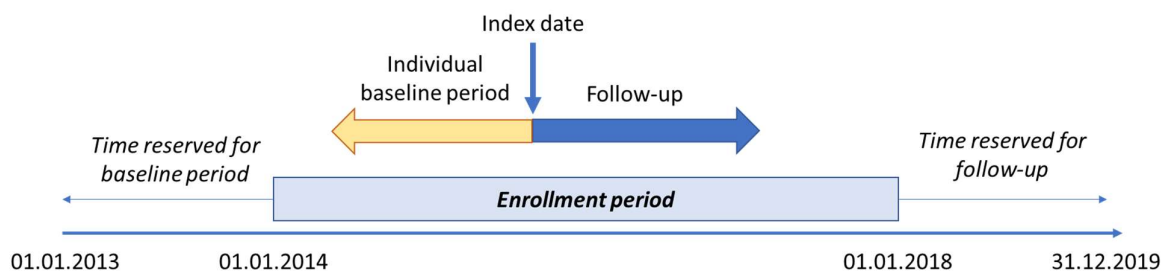 Index date
Individual
baseline period
Follow-up
Time reserved for
baseline period
Time reserved for
follow-up
Enrollment period
01.01.2013
01.01.2014
01.01.2018
31.12.2019